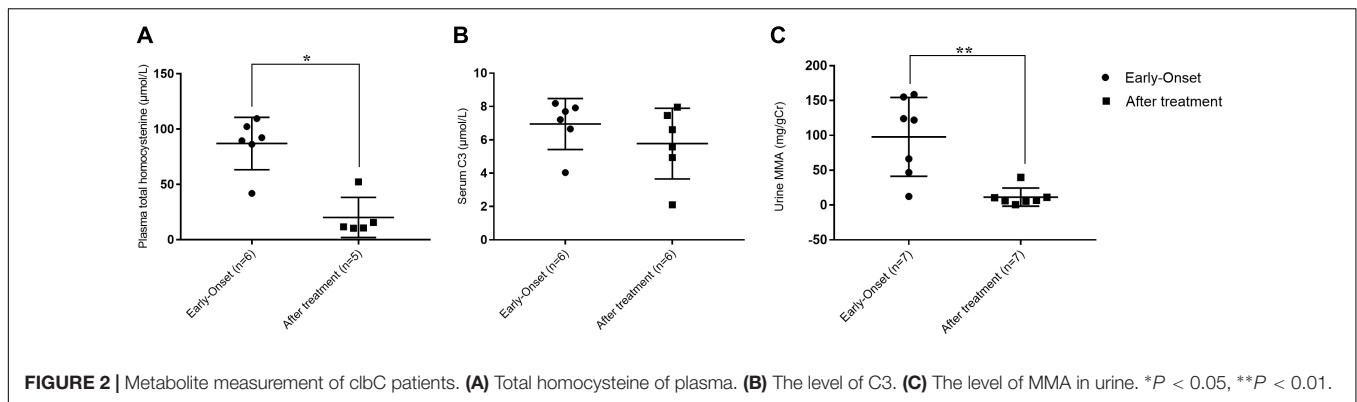 A
B
C
*
**
150
100
50
0
Plasma total homocystenine (μmol/L)
Early-Onset (n=6)
After treatment (n=5)
10
8
6
4
2
0
Serum C3 (μmol/L)
Early-Onset (n=6)
After treatment (n=6)
200
150
100
50
0
-50
Urine MMA (mg/gCr)
Early-Onset (n=7)
After treatment (n=7)
Early-Onset
After treatment
FIGURE 2 | Metabolite measurement of clbC patients. (A) Total homocysteine of plasma. (B) The level of C3. (C) The level of MMA in urine. *P < 0.05, **P < 0.01.